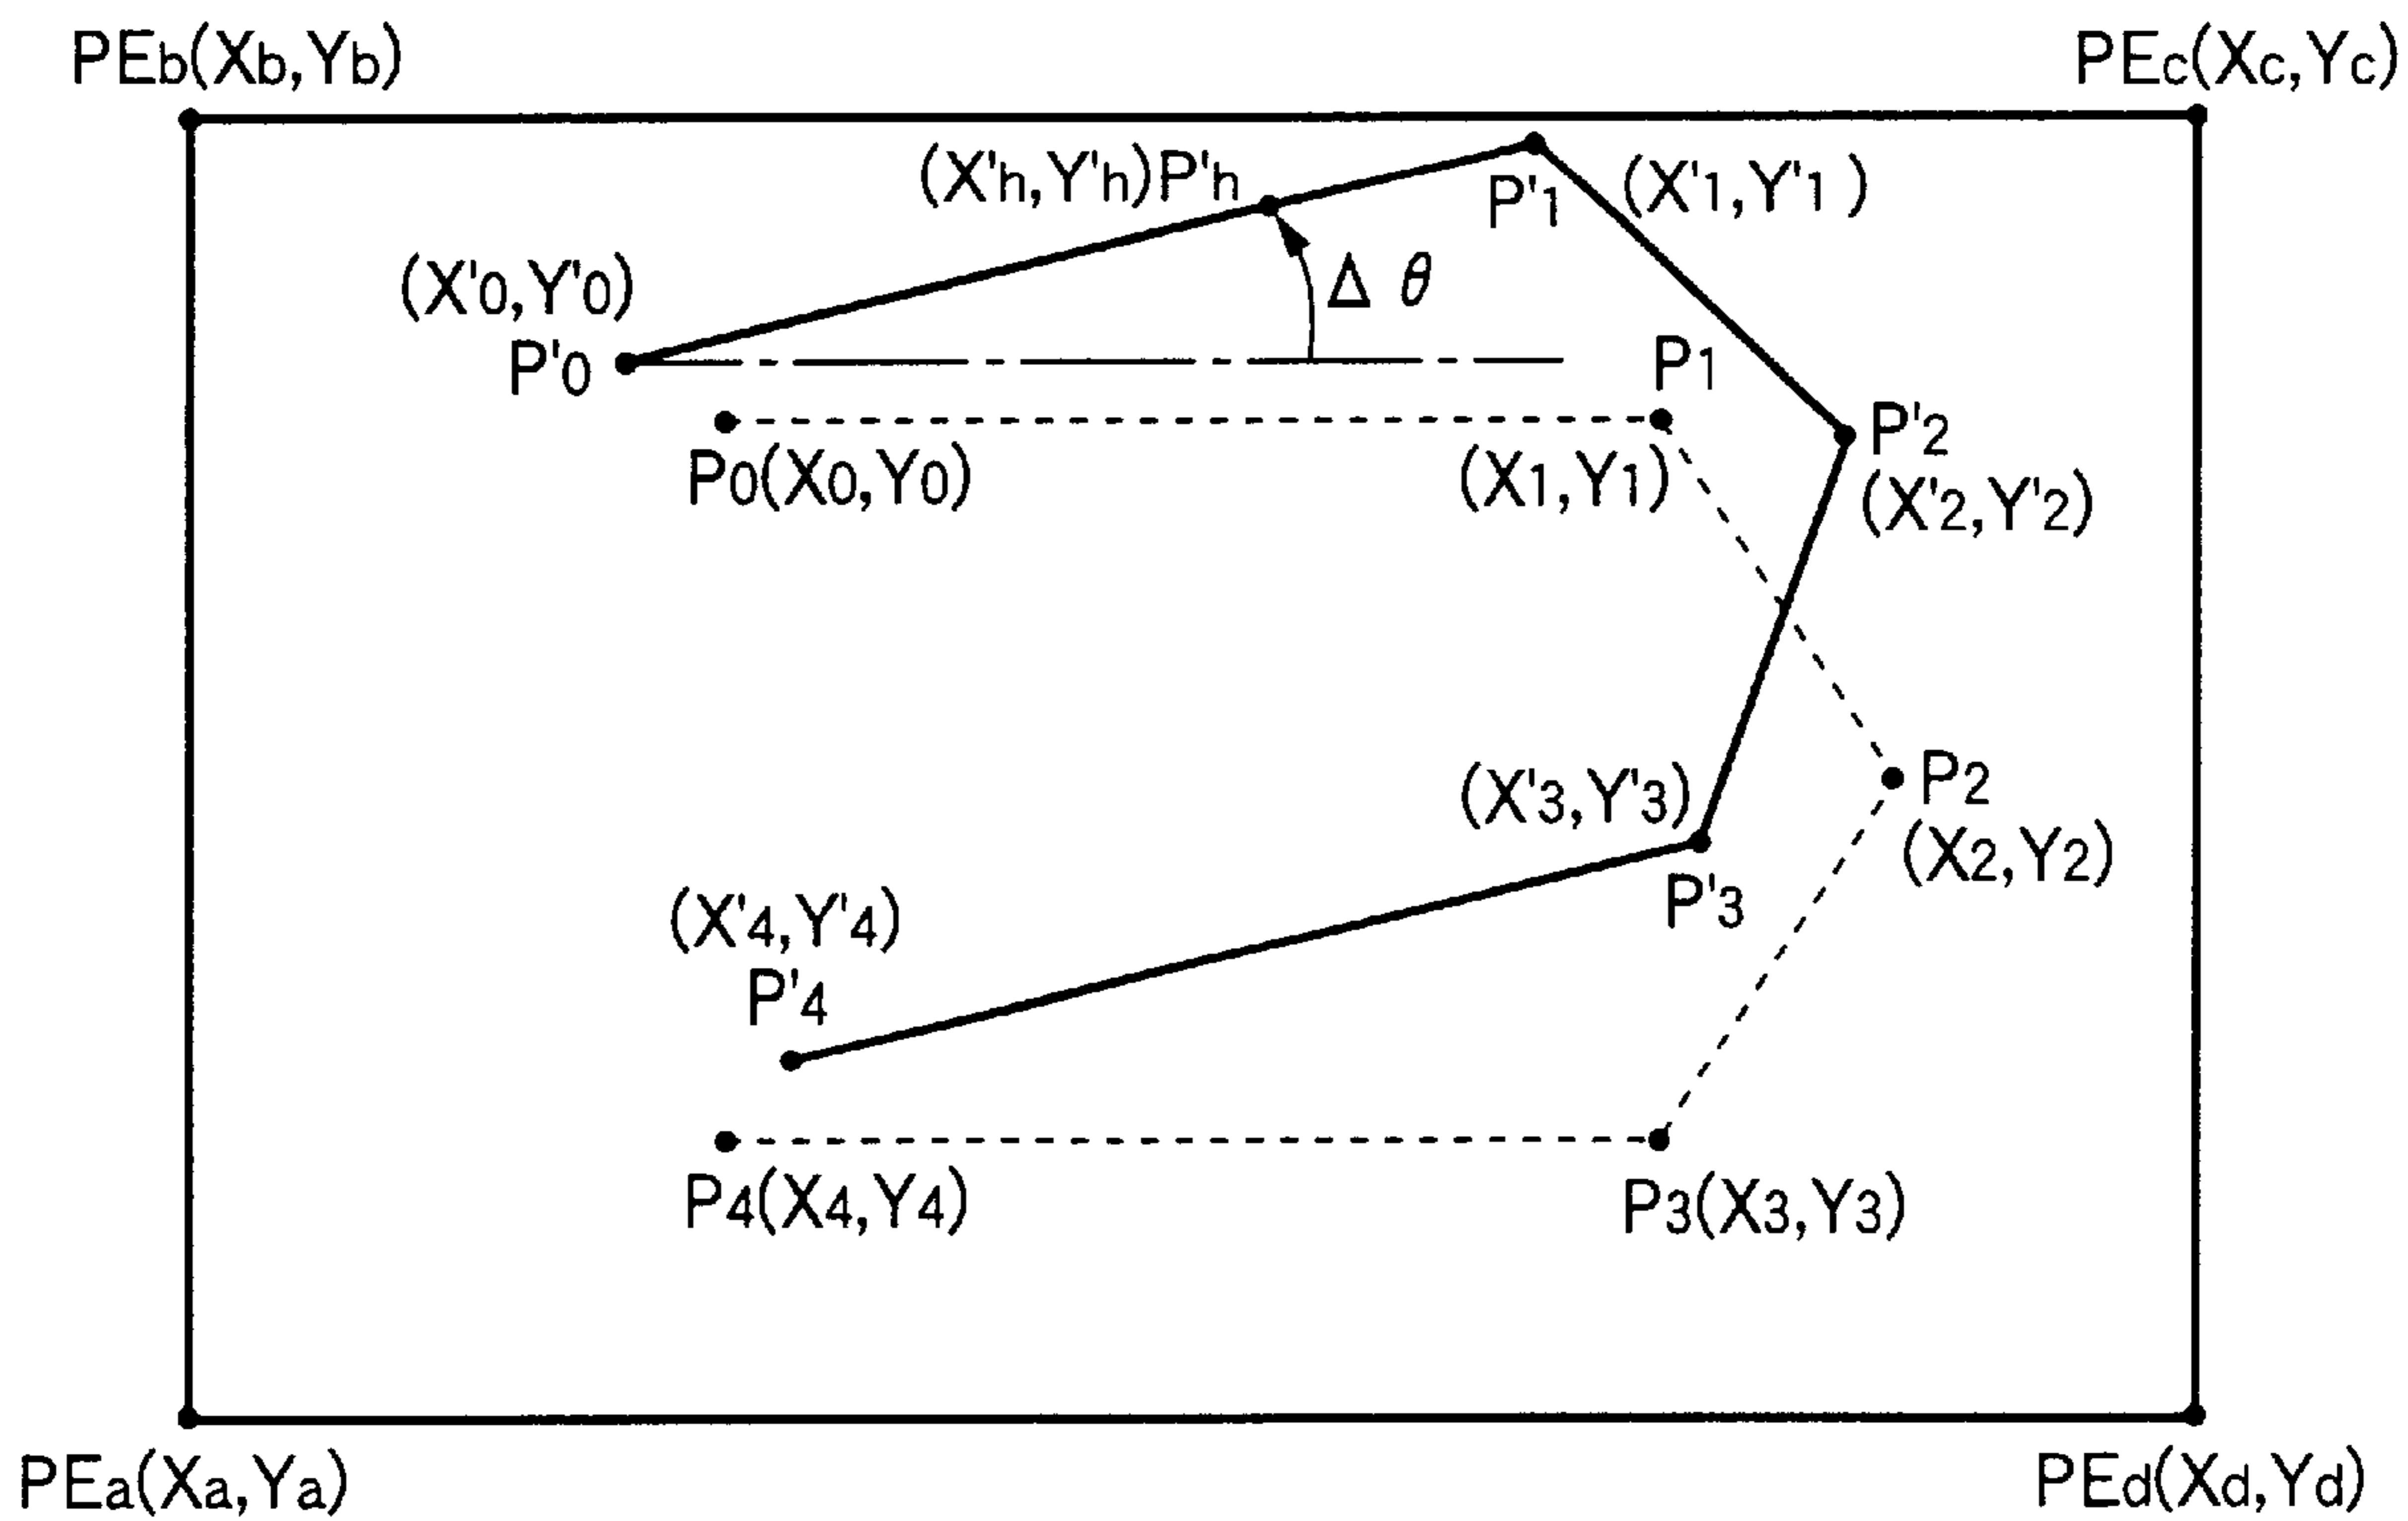 PEb(Xb,Yb)
PEc(Xc,Yc)
(X'h,Y'h)P'h
P'1
(X'1,Y'1 )
(X'0,Y'0)
P'0
Δ θ
P1
(X1,Y1)
P0(X0,Y0)
P'2
(X'2,Y'2)
P2
(X2,Y2)
(X'3,Y'3)
P'3
(X'4,Y'4)
P'4
P4(X4,Y4)
P3(X3,Y3)
PEa(Xa,Ya)
PEd(Xd,Yd)